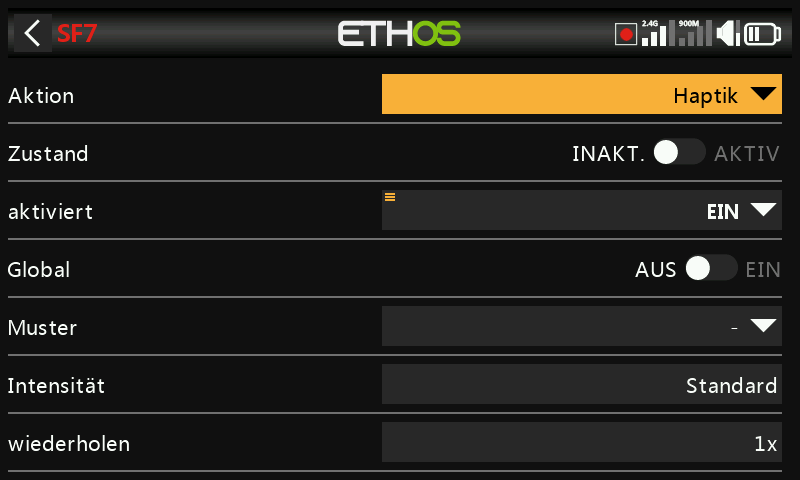 SF7
ETHOS
2.4G
900M
Aktion Haptik
Zustand INAKT. AKTIV
aktiviert EIN
Global AUS EIN
Muster -
Intensität Standard
wiederholen 1x